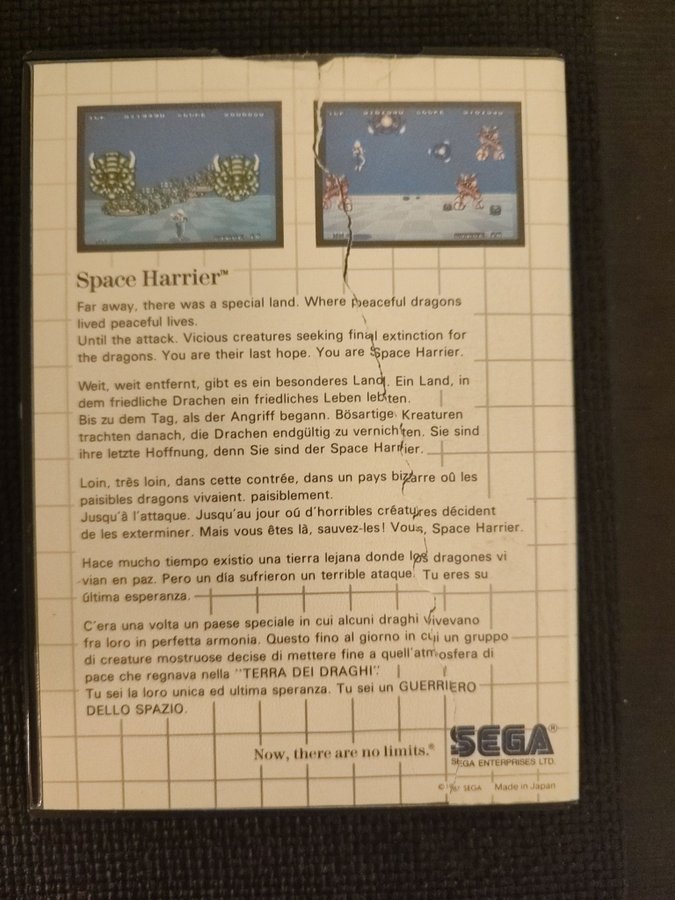 Space Harrier™
Far away, there was a special land. Where peaceful dragons
lived peaceful lives.
Until the attack. Vicious creatures seeking final extinction for
the dragons. You are their last hope. You are Space Harrier.
Weit, weit entfernt, gibt es ein besonderes Land. Ein Land, in
dem friedliche Drachen ein friedliches Leben lebten.
Bis zu dem Tag, als der Angriff begann. Bösartige Kreaturen
trachten danach, die Drachen endgültig zu vernichten. Sie sind
ihre letzte Hoffnung, denn Sie sind der Space Harrier.
Loin, très loin, dans cette contrée, dans un pays bizarre oû les
paisibles dragons vivaient. paisiblement.
Jusqu'â l'attaque. Jusqu'au jour oú d'horribles créatures décident
de les exterminer. Mais vous êtes là, sauvez-les! Vous, Space Harrier.
Hace mucho tiempo existio una tierra lejana donde los dragones vi
vian en paz. Pero un día sufrieron un terrible ataque. Tu eres su
última esperanza.
C'era una volta un paese speciale in cui alcuni draghi vivevano
fra loro in perfetta armonia. Questo fino al giorno in cui un gruppo
di creature mostruose decise di mettere fine a quell'atmosfera di
pace che regnava nella "TERRA DEI DRAGHI".
Tu sei la loro unica ed ultima speranza. Tu sei un GUERRIERO
DELLO SPAZIO.
Now, there are no limits.®
SEGA®
SEGA ENTERPRISES LTD.
© 1987 SEGA Made in Japan